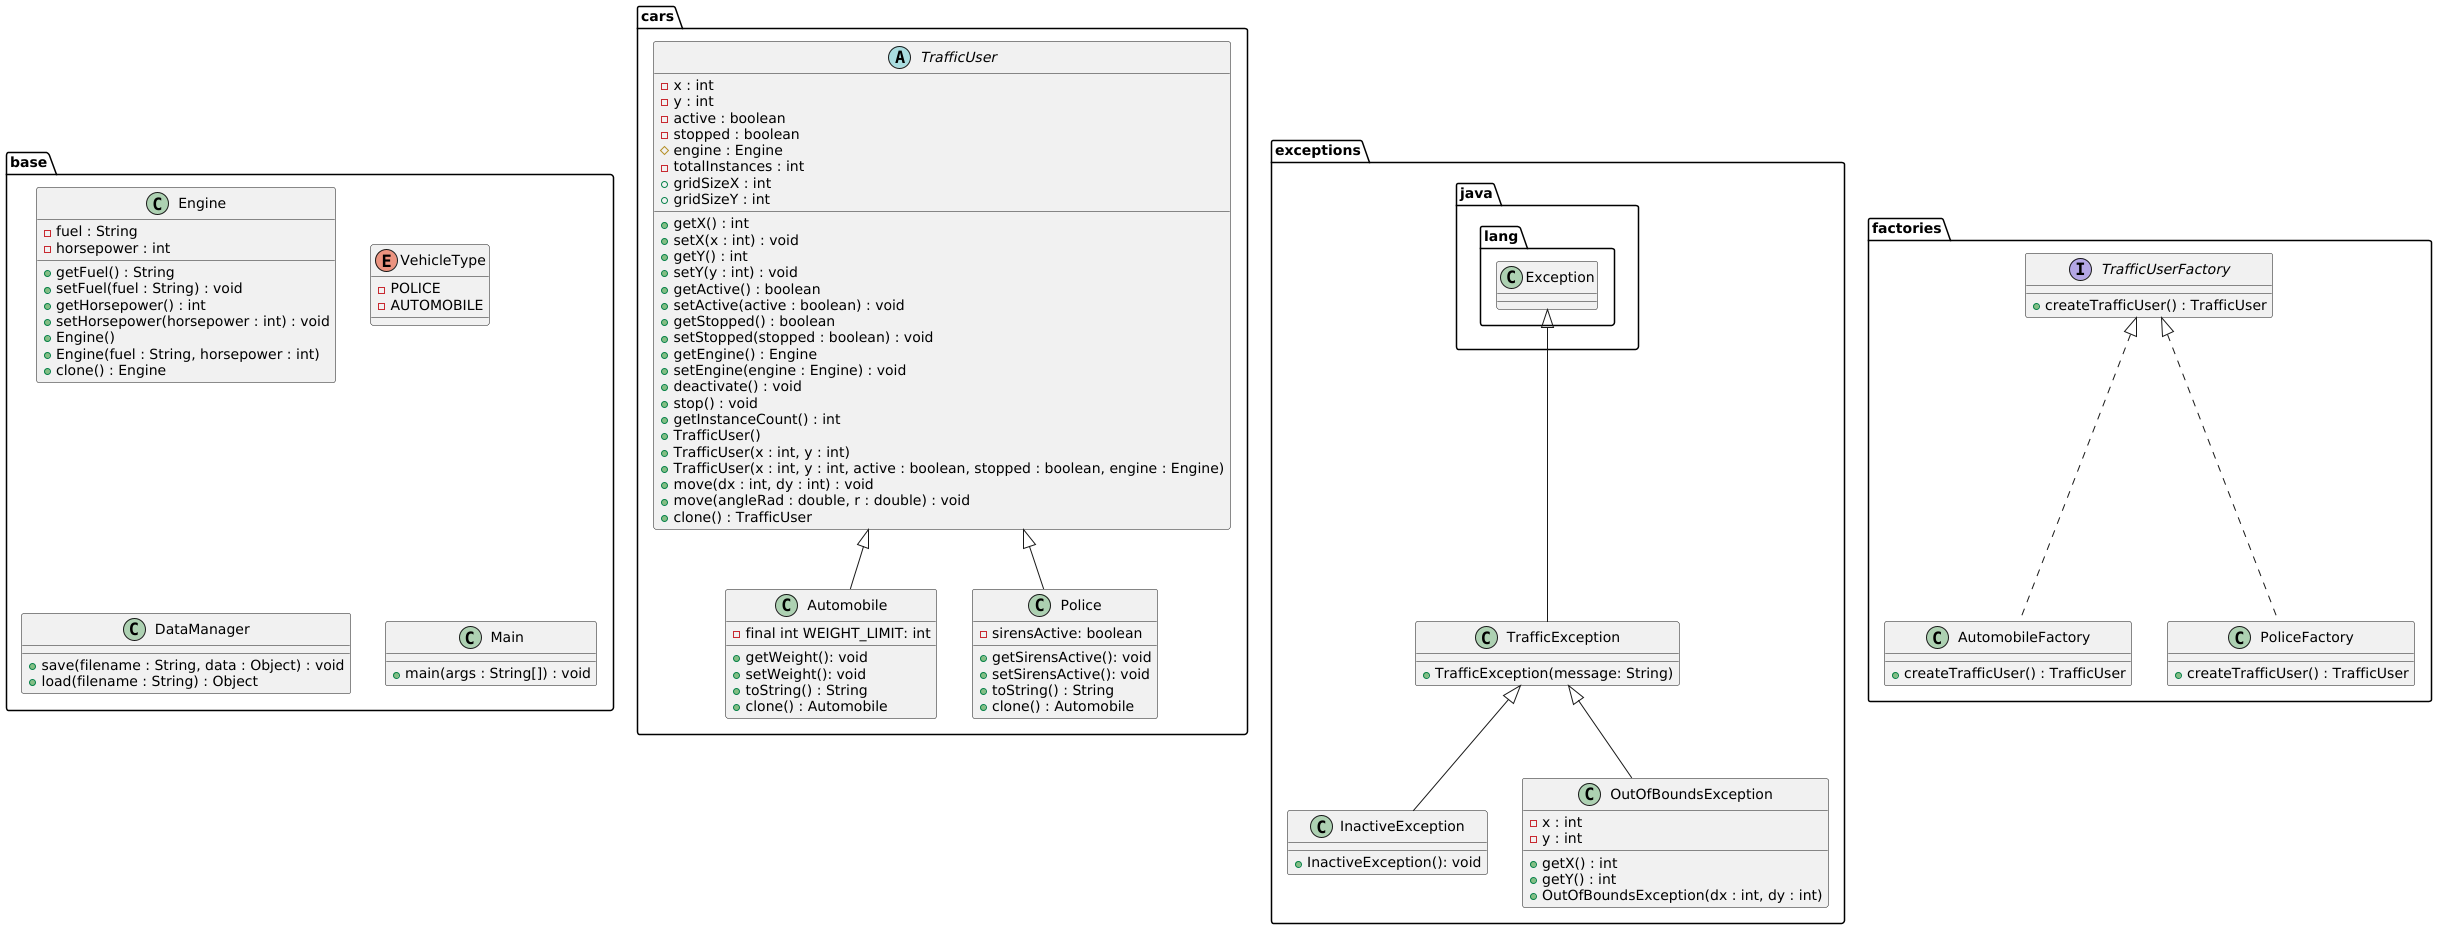 base
C Engine
fuel : String
horsepower : int
getFuel() : String
setFuel(fuel : String) : void
getHorsepower() : int
setHorsepower(horsepower : int) : void
Engine()
Engine(fuel : String, horsepower : int)
clone() : Engine
E VehicleType
POLICE
AUTOMOBILE
C DataManager
save(filename : String, data : Object) : void
load(filename : String) : Object
C Main
main(args : String[]) : void
cars
A TrafficUser
x : int
y : int
active : boolean
stopped : boolean
engine : Engine
totalInstances : int
gridSizeX : int
gridSizeY : int
getX() : int
setX(x : int) : void
getY() : int
setY(y : int) : void
getActive() : boolean
setActive(active : boolean) : void
getStopped() : boolean
setStopped(stopped : boolean) : void
getEngine() : Engine
setEngine(engine : Engine) : void
deactivate() : void
stop() : void
getInstanceCount() : int
TrafficUser()
TrafficUser(x : int, y : int)
TrafficUser(x : int, y : int, active : boolean, stopped : boolean, engine : Engine)
move(dx : int, dy : int) : void
move(angleRad : double, r : double) : void
clone() : TrafficUser
C Automobile
final int WEIGHT_LIMIT: int
getWeight(): void
setWeight(): void
toString() : String
clone() : Automobile
C Police
sirensActive: boolean
getSirensActive(): void
setSirensActive(): void
toString() : String
clone() : Automobile
exceptions
java
lang
C Exception
C TrafficException
TrafficException(message: String)
C InactiveException
InactiveException(): void
C OutOfBoundsException
x : int
y : int
getX() : int
getY() : int
OutOfBoundsException(dx : int, dy : int)
factories
I TrafficUserFactory
createTrafficUser() : TrafficUser
C AutomobileFactory
createTrafficUser() : TrafficUser
C PoliceFactory
createTrafficUser() : TrafficUser